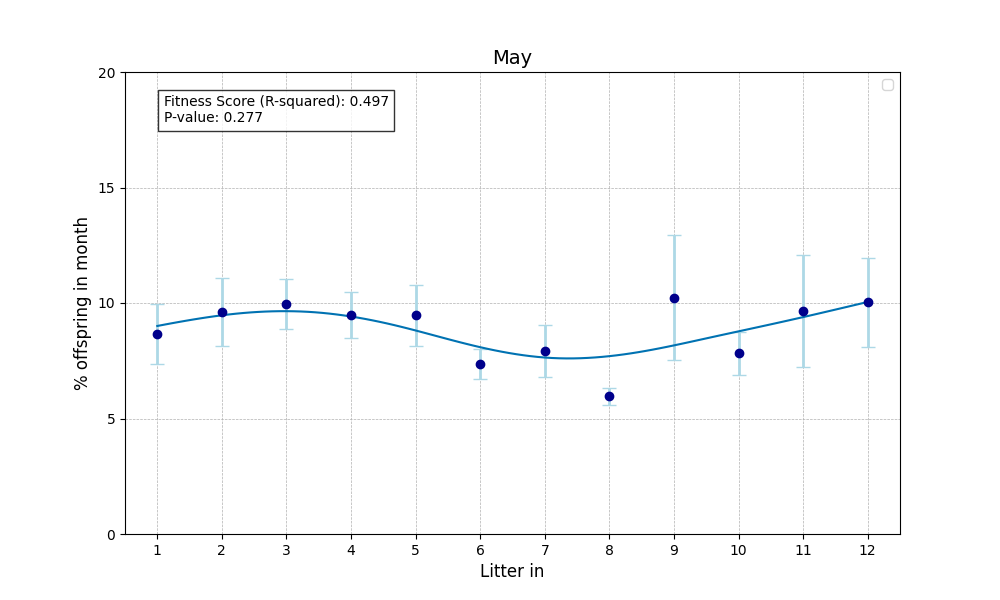 May
Fitness Score (R-squared): 0.497
P-value: 0.277
% offspring in month
20
15
10
5
0
1 2 3 4 5 6 7 8 9 10 11 12
Litter in